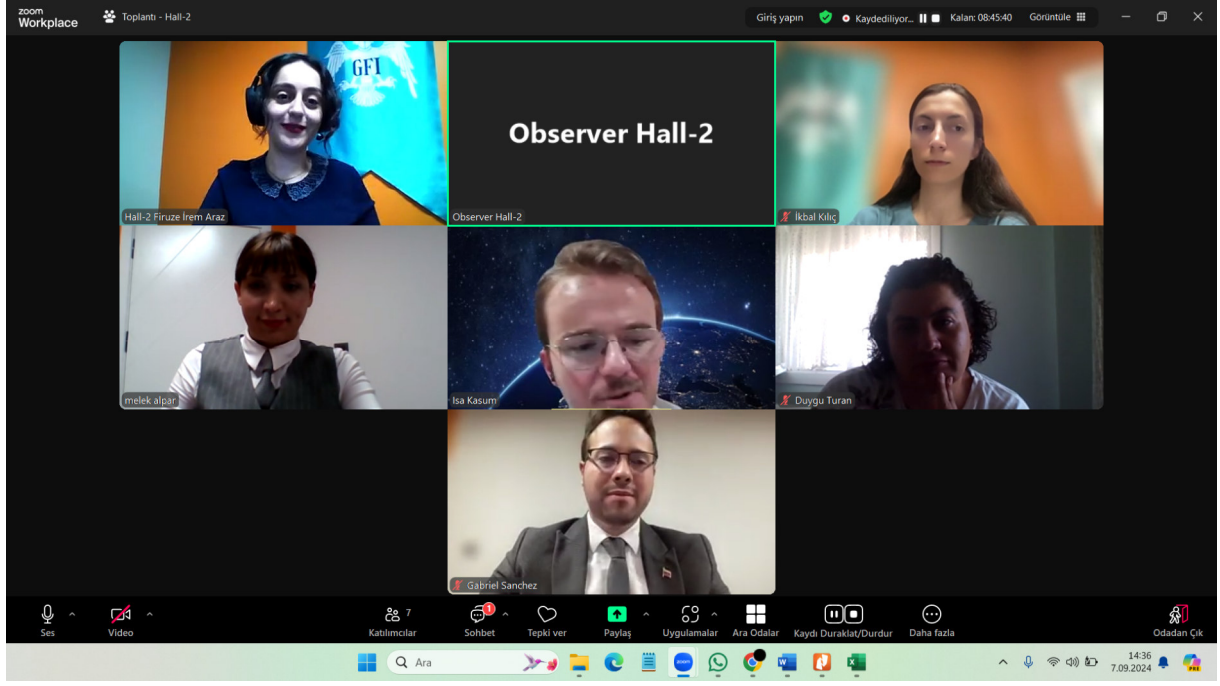 zoom
Workplace
Toplantı - Hall-2
Giriş yapın
Kaydediliyor...
Kalan: 08:45:40
Görüntüle
GFI
Hall-2 Firuze İrem Araz
Observer Hall-2
Observer Hall-2
İkbal Kılıç
melek alpar
Isa Kasum
Duygu Turan
Gabriel Sanchez
Ses
Video
7
Katılımcılar
1
Sohbet
Tepki ver
Paylaş
Uygulamalar
Ara Odalar
Kaydı Duraklat/Durdur
Daha fazla
Odadan Çık
Ara
zoom
PRE
14:36
7.09.2024